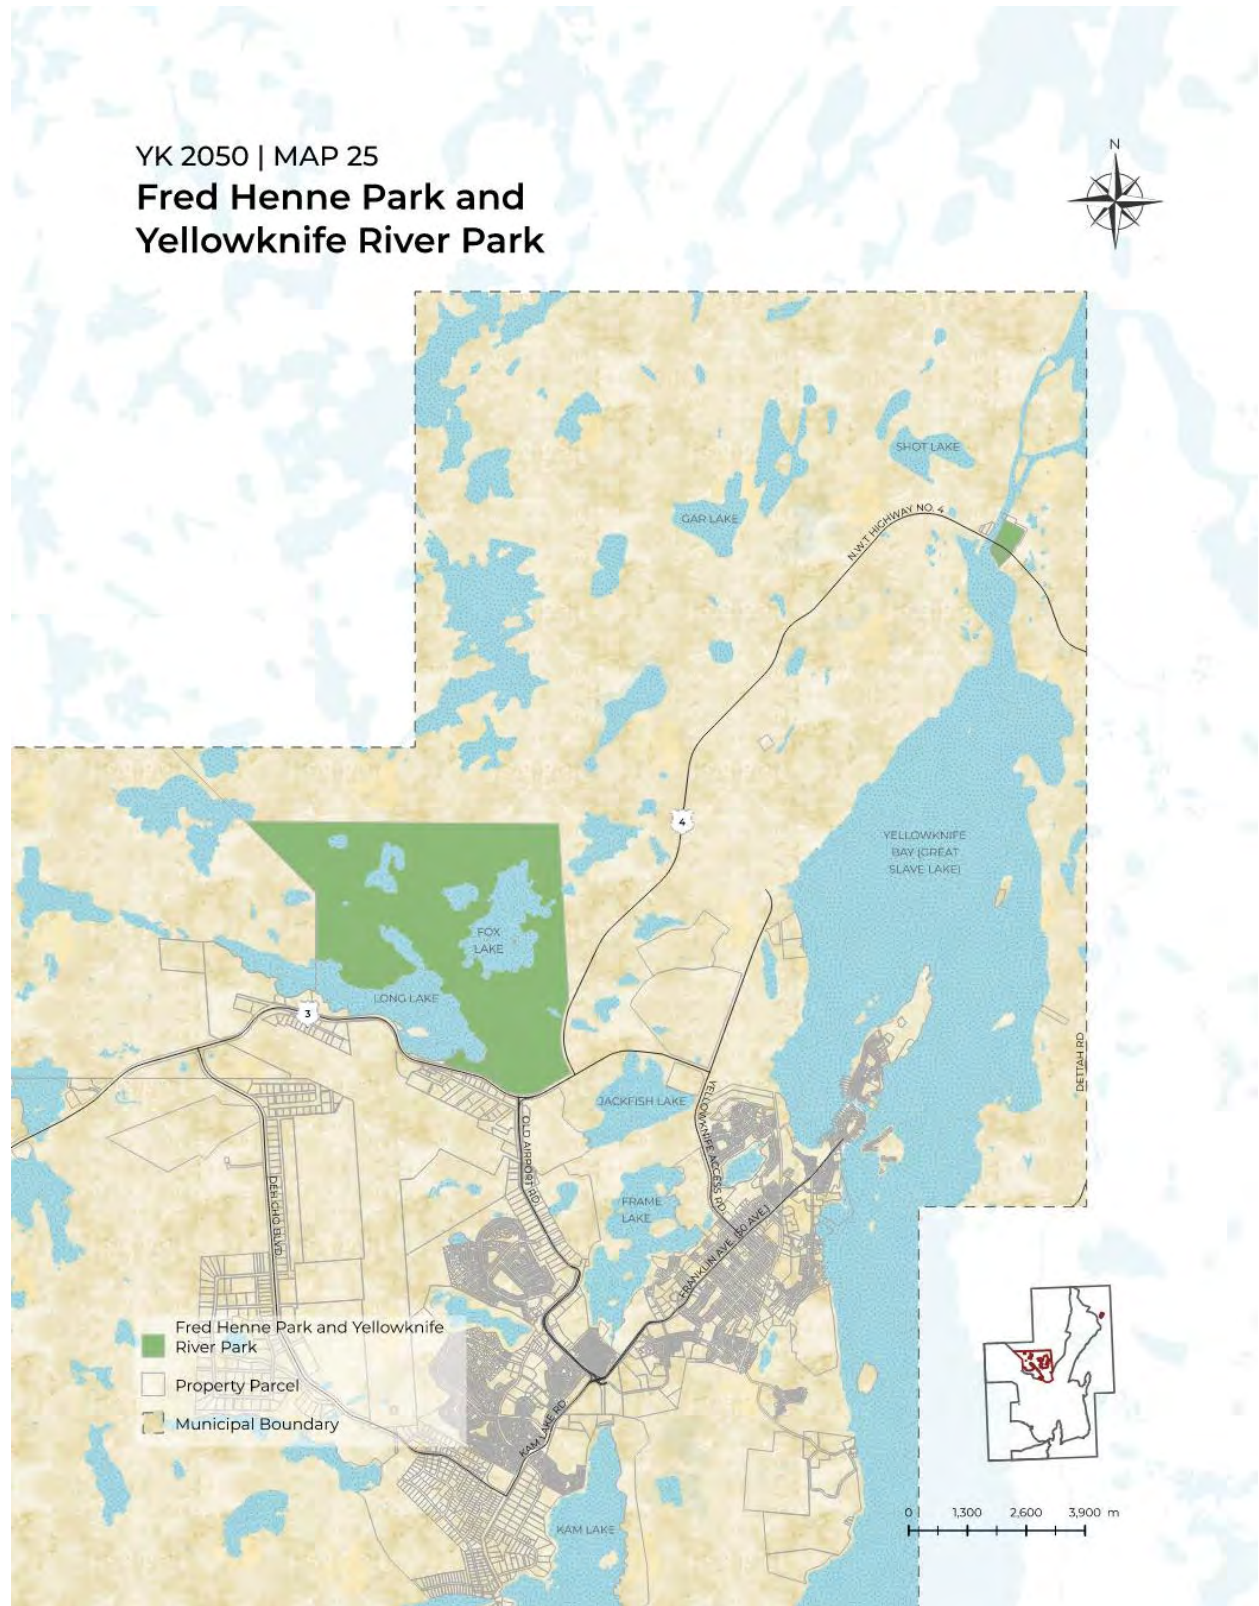 YK 2050 | MAP 25
Fred Henne Park and
Yellowknife River Park
N
SHOT LAKE
GAR LAKE
N.W.T HIGHWAY NO. 4
4
YELLOWKNIFE
BAY (GREAT
SLAVE LAKE)
FOX
LAKE
LONG LAKE
3
DETTAH RD
JACKFISH LAKE
YELLOWKNIFE ACCESS RD.
OLD AIRPORT RD.
DEH CHO BLVD.
FRAME
LAKE
FRANKLIN AVE. (50 AVE.)
Fred Henne Park and Yellowknife
River Park
Property Parcel
Municipal Boundary
KAM LAKE RD.
KAM LAKE
0 1,300 2,600 3,900 m